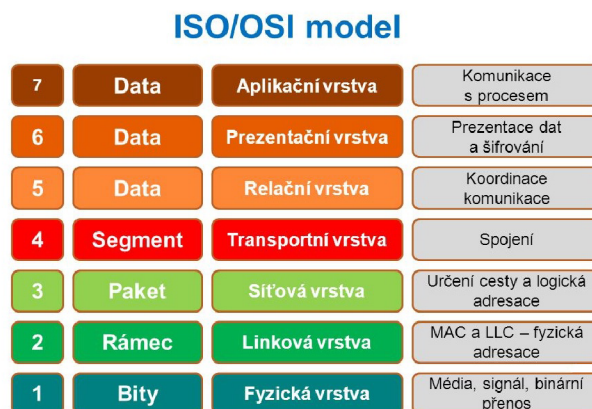 ISO/OSI model
7 Data Aplikační vrstva Komunikace
s procesem
6 Data Prezentační vrstva Prezentace dat
a šifrování
5 Data Relační vrstva Koordinace
komunikace
4 Segment Transportní vrstva Spojení
3 Paket Síťová vrstva Určení cesty a logická
adresace
2 Rámec Linková vrstva MAC a LLC – fyzická
adresace
1 Bity Fyzická vrstva Média, signál, binární
přenos